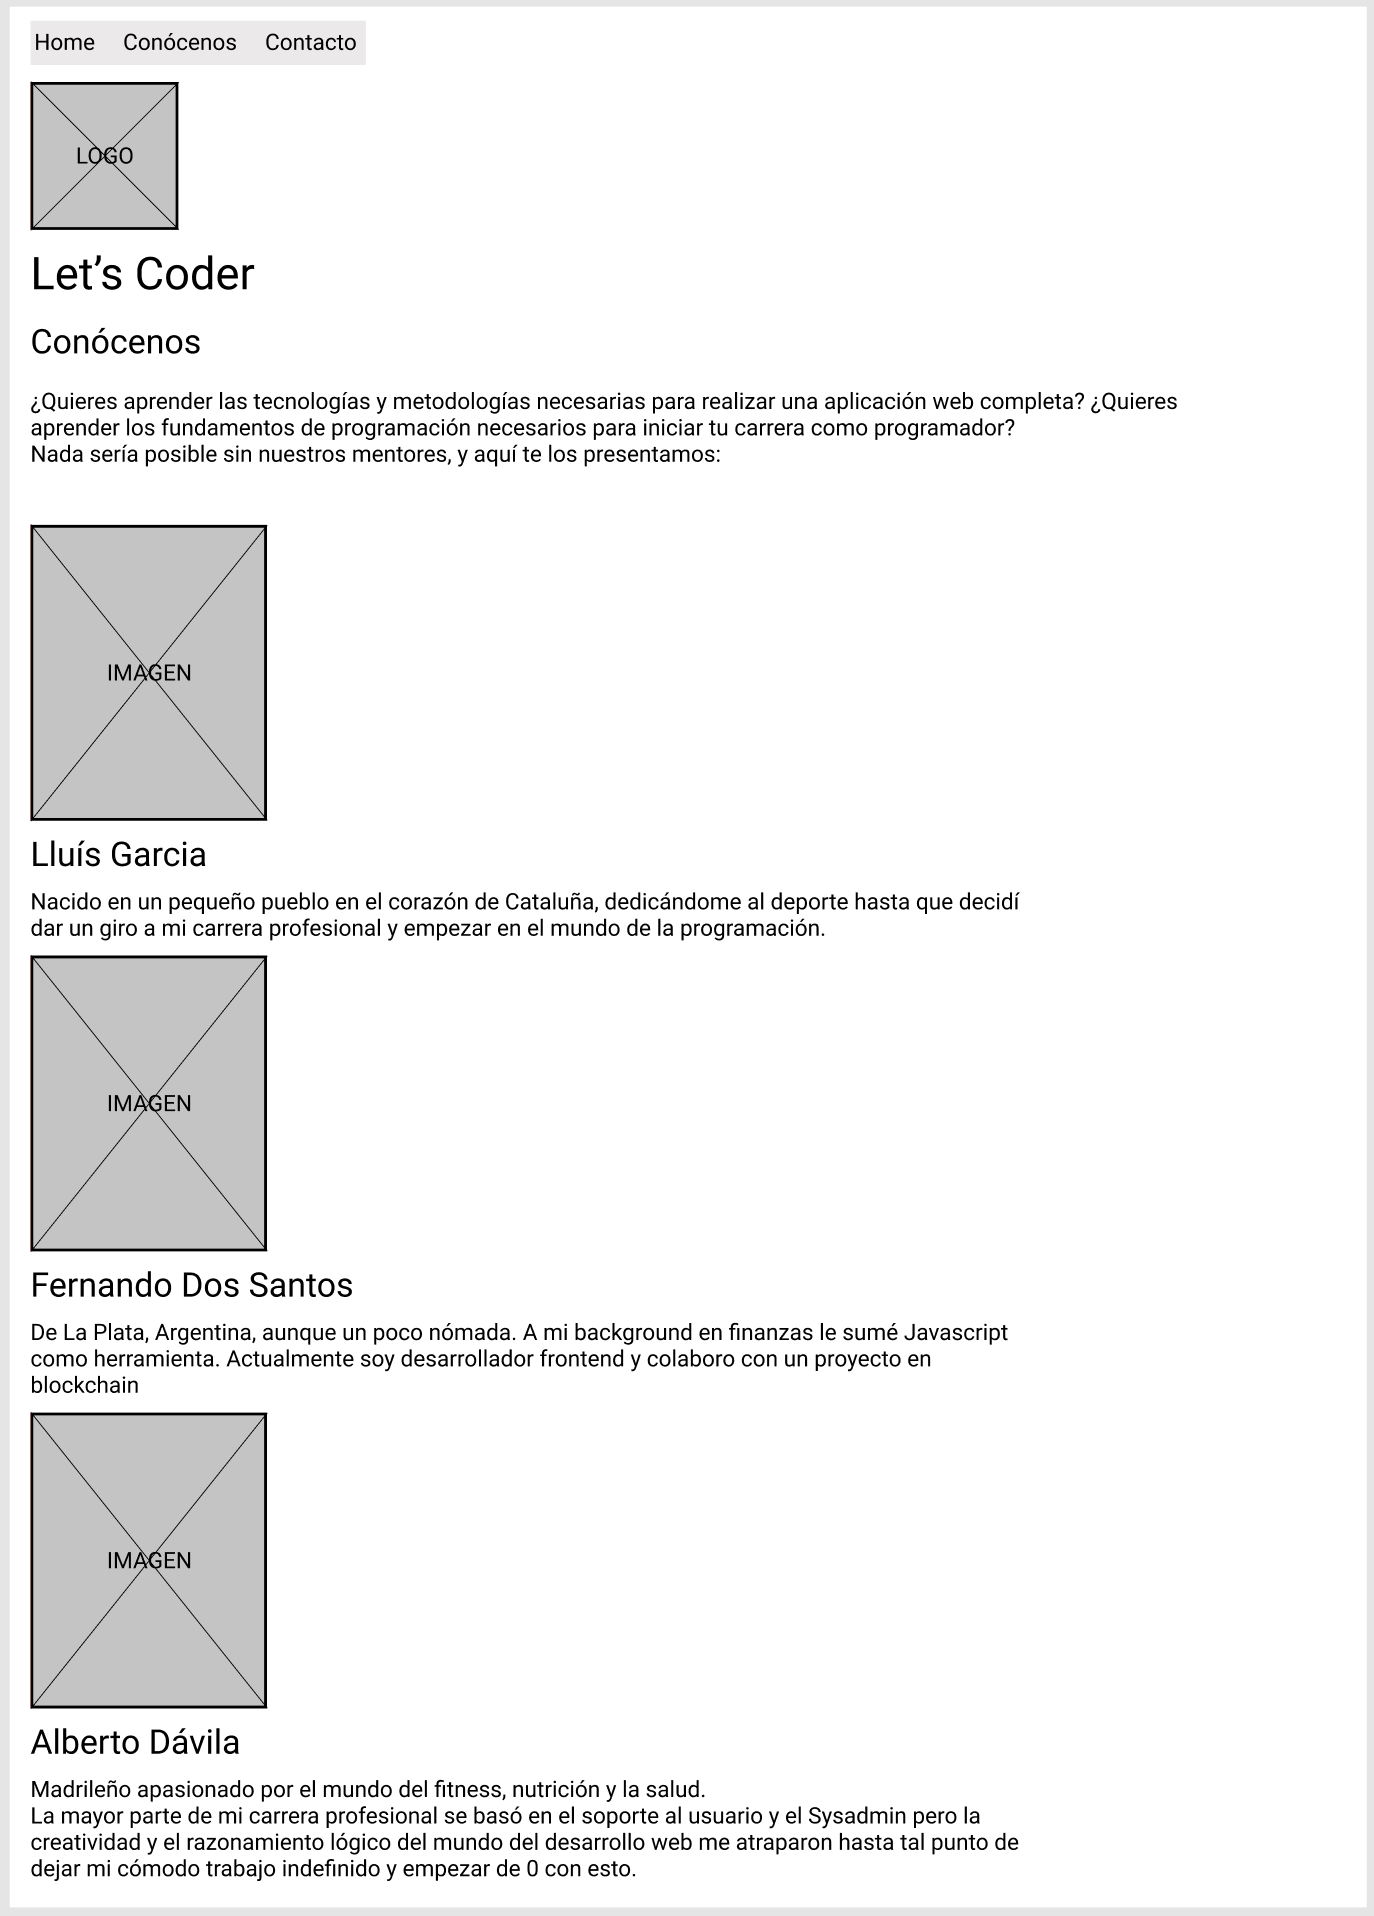 Home Conócenos Contacto
LOGO
Let’s Coder
Conócenos
¿Quieres aprender las tecnologías y metodologías necesarias para realizar una aplicación web completa? ¿Quieres
aprender los fundamentos de programación necesarios para iniciar tu carrera como programador?
Nada sería posible sin nuestros mentores, y aquí te los presentamos:
IMAGEN
Lluís Garcia
Nacido en un pequeño pueblo en el corazón de Cataluña, dedicándome al deporte hasta que decidí
dar un giro a mi carrera profesional y empezar en el mundo de la programación.
IMAGEN
Fernando Dos Santos
De La Plata, Argentina, aunque un poco nómada. A mi background en finanzas le sumé Javascript
como herramienta. Actualmente soy desarrollador frontend y colaboro con un proyecto en
blockchain
IMAGEN
Alberto Dávila
Madrileño apasionado por el mundo del fitness, nutrición y la salud.
La mayor parte de mi carrera profesional se basó en el soporte al usuario y el Sysadmin pero la
creatividad y el razonamiento lógico del mundo del desarrollo web me atraparon hasta tal punto de
dejar mi cómodo trabajo indefinido y empezar de 0 con esto.